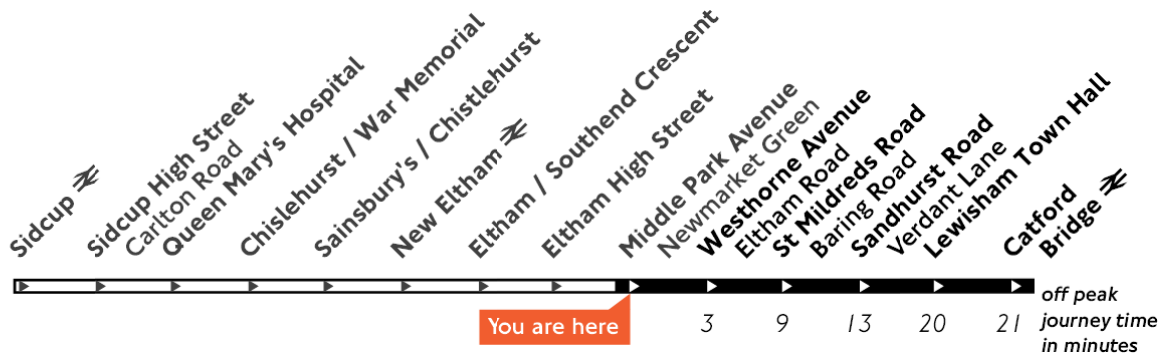 Sidcup
Sidcup High Street
Carlton Road
Queen Mary's Hospital
Chislehurst / War Memorial
Sainsbury's / Chistlehurst
New Eltham
Eltham / Southend Crescent
Eltham High Street
Middle Park Avenue
Newmarket Green
Westhorne Avenue
Eltham Road
St Mildreds Road
Baring Road
Sandhurst Road
Verdant Lane
Lewisham Town Hall
Catford
Bridge
You are here
3 9 13 20 21
off peak
journey time
in minutes